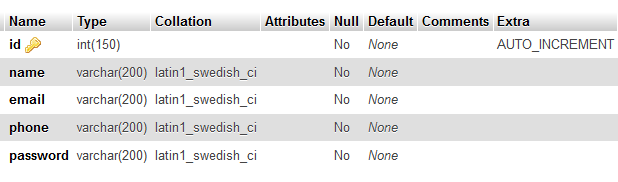 Name Type Collation Attributes Null Default Comments Extra
id int(150) No None AUTO_INCREMENT
name varchar(200) latin1_swedish_ci No None
email varchar(200) latin1_swedish_ci No None
phone varchar(200) latin1_swedish_ci No None
password varchar(200) latin1_swedish_ci No None